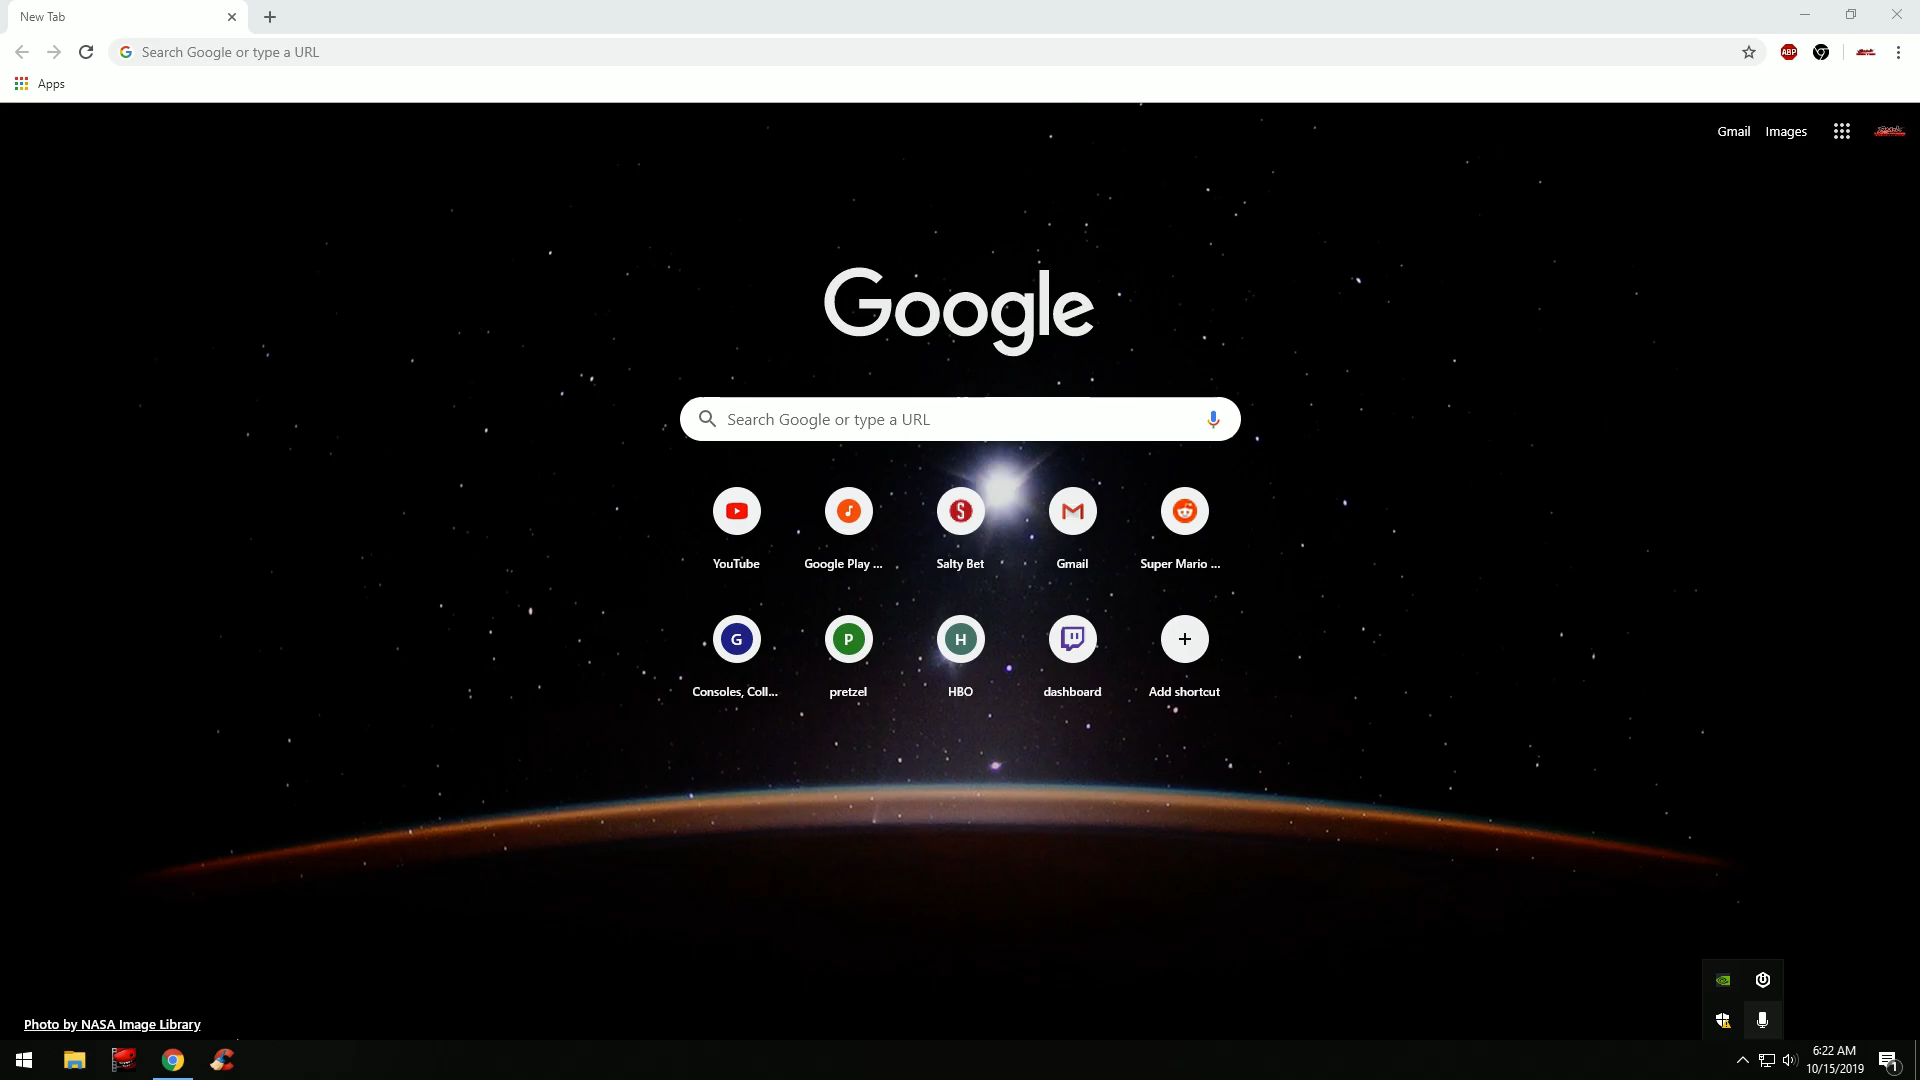 New Tab
Search Google or type a URL
ABP
Apps
Gmail Images
Google
Search Google or type a URL
YouTube
Google Play ...
Salty Bet
Gmail
Super Mario ...
G
P
H
Consoles, Coll...
pretzel
HBO
dashboard
Add shortcut
Photo by NASA Image Library
6:22 AM
10/15/2019
1